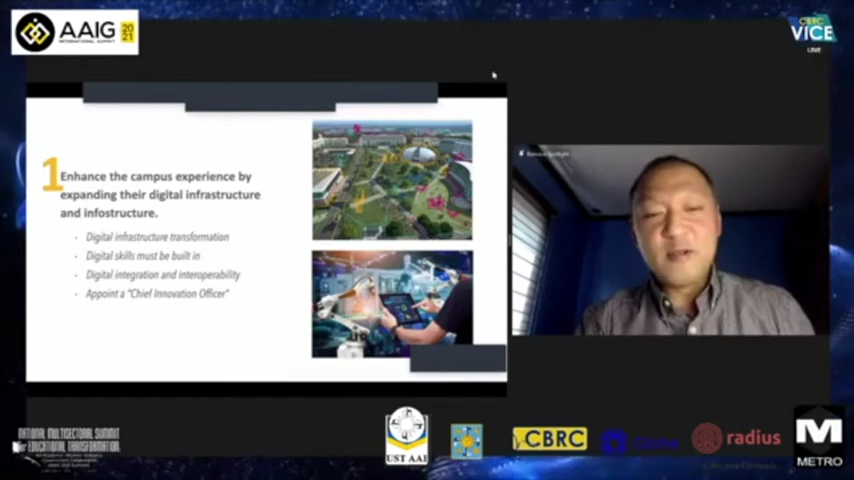 AAIG 2021
INTERNATIONAL SUMMIT
CBRC
VICE
LIVE
1
Enhance the campus experience by
expanding their digital infrastructure
and infostructure.
- Digital infrastructure transformation
- Digital skills must be built in
- Digital integration and interoperability
- Appoint a "Chief Innovation Officer"
NATIONAL MULTISECTORAL SUMMIT
for EDUCATIONAL TRANSFORMATION
UST AAI
CBRC
Globe
radius
M
METRO